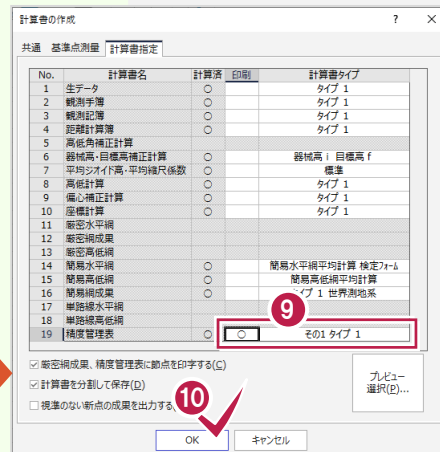 計算書の作成 ? ×
共通 基準点測量 計算書指定
No. 計算書名 計算済 印刷 計算書タイプ
1 生データ ○ タイプ 1
2 観測手簿 ○ タイプ 1
3 観測記簿 ○ タイプ 1
4 距離計算簿 ○ タイプ 1
5 高低角補正計算
6 器械高・目標高補正計算 ○ 器械高 i 目標高 f
7 平均ジオイド高・平均縮尺係数 ○ 標準
8 高低計算 ○ タイプ 1
9 偏心補正計算 ○ タイプ 1
10 座標計算 ○ タイプ 1
11 厳密水平網
12 厳密網成果
13 厳密高低網
14 簡易水平網 ○ 簡易水平網平均計算 検定フォーム
15 簡易高低網 ○ 簡易高低網平均計算
16 簡易網成果 ○ タイプ 1 世界測地系
17 単路線水平網
18 単路線高低網
19 精度管理表 ○ ○ その1 タイプ 1
9
厳密網成果、精度管理表に節点を印字する(C)
計算書を分割して保存(D)
視準のない新点の成果を出力する
プレビュー
選択(P)...
10
OK キャンセル